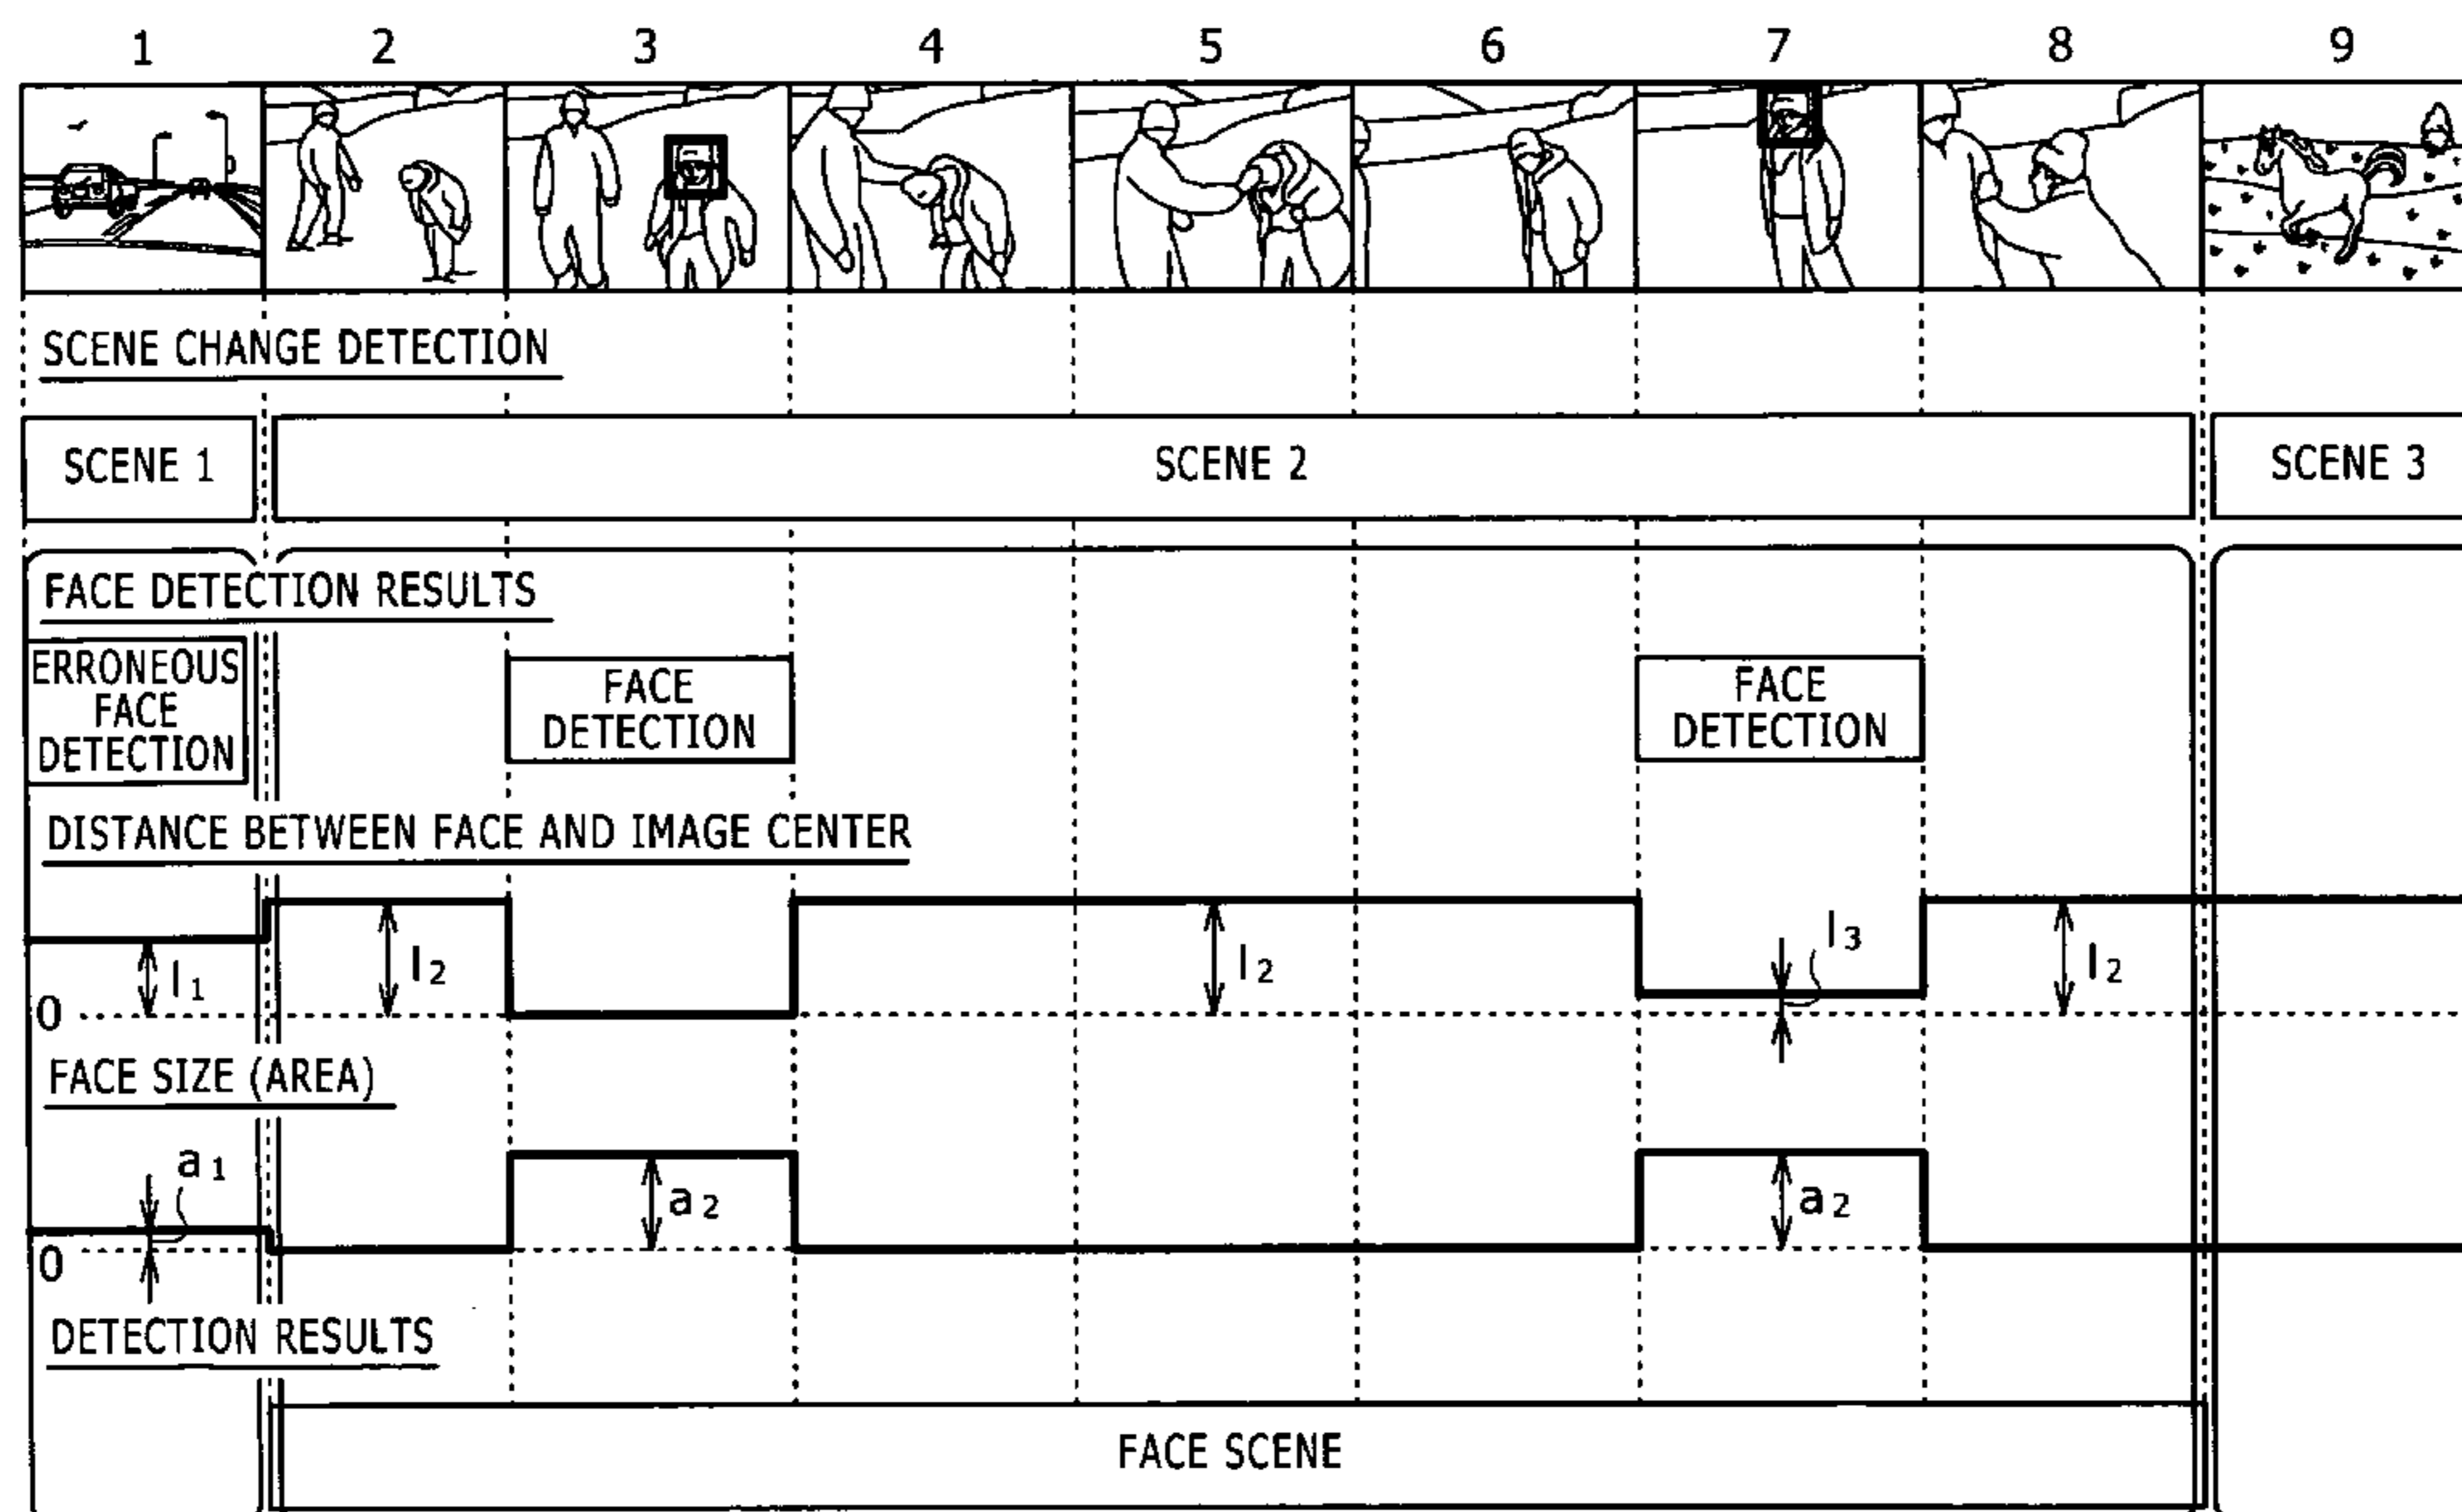 1 2 3 4 5 6 7 8 9
SCENE CHANGE DETECTION
SCENE 1 SCENE 2 SCENE 3
FACE DETECTION RESULTS
ERRONEOUS
FACE
DETECTION
FACE
DETECTION
FACE
DETECTION
DISTANCE BETWEEN FACE AND IMAGE CENTER
l1 l2 l2 l3 l2
0
FACE SIZE (AREA)
a1 a2 a2
0
DETECTION RESULTS
FACE SCENE